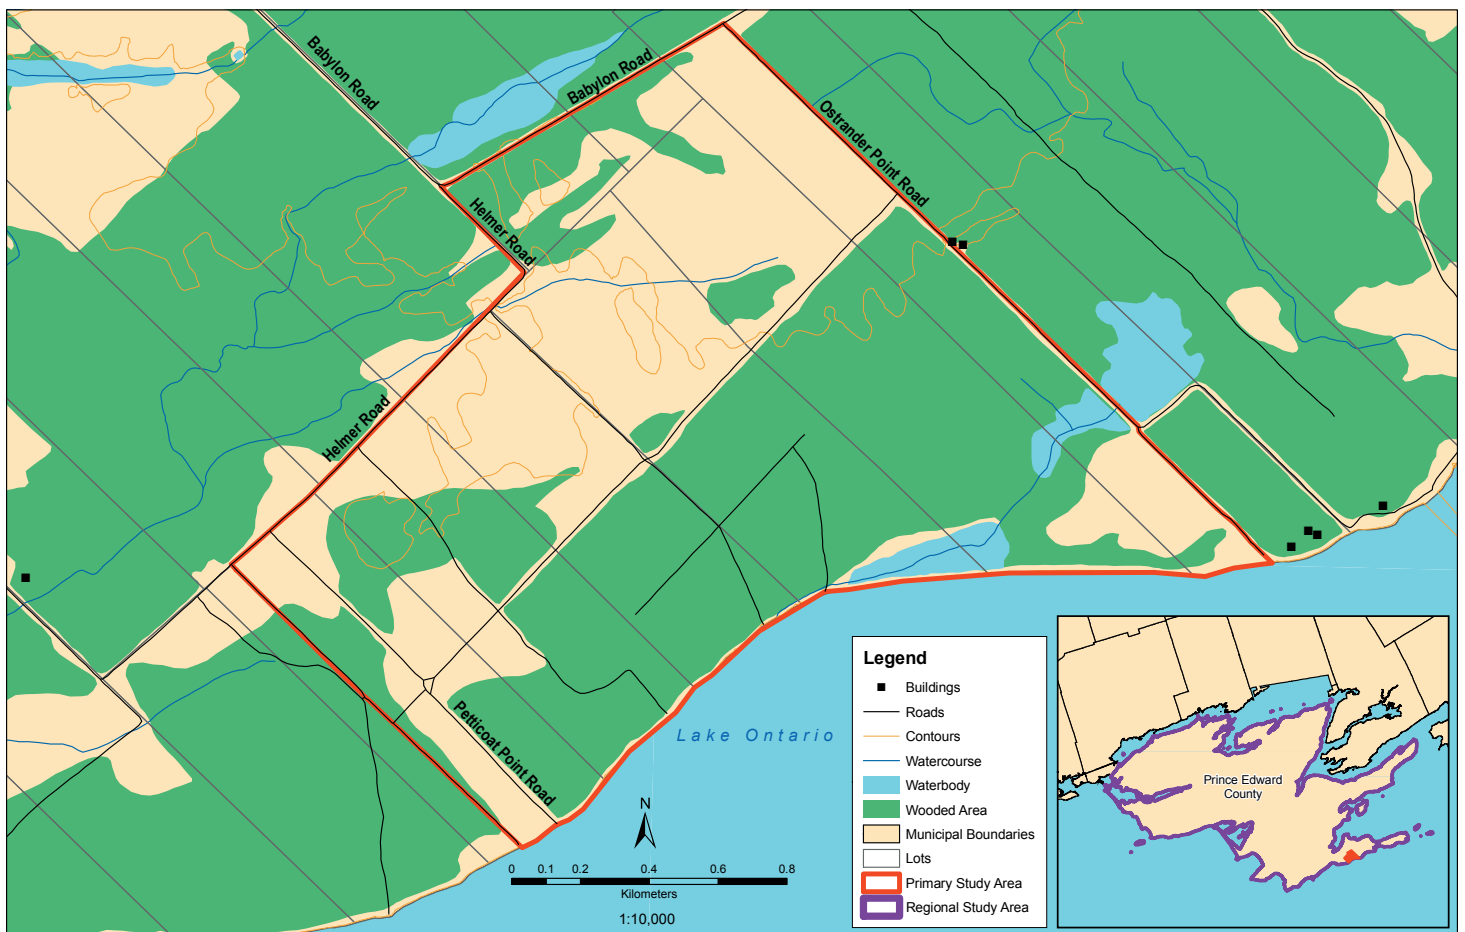 Babylon Road
Babylon Road
Ostrander Point Road
Helmer Road
Helmer Road
Petticoat Point Road
Lake Ontario
N
0 0.1 0.2 0.4 0.6 0.8
Kilometers
1:10,000
Legend
Buildings
Roads
Contours
Watercourse
Waterbody
Wooded Area
Municipal Boundaries
Lots
Primary Study Area
Regional Study Area
Prince Edward
County